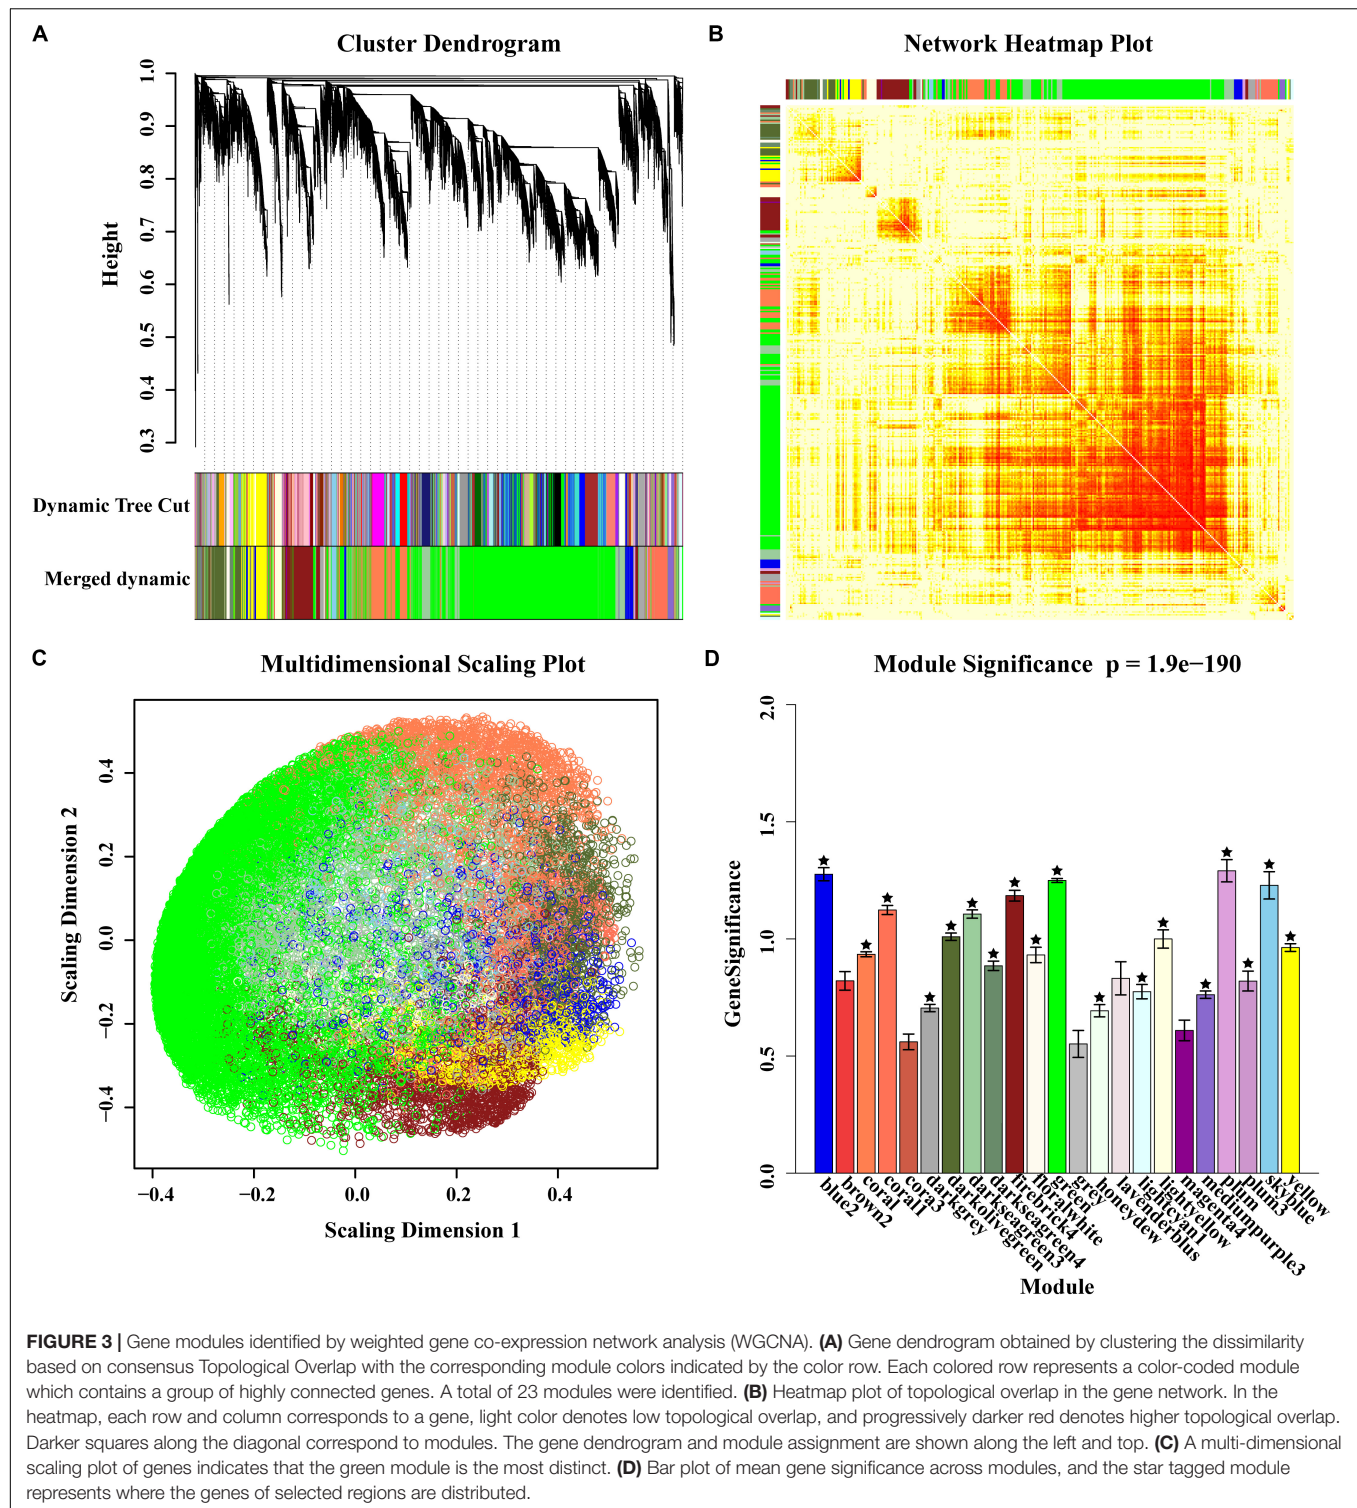 A
Cluster Dendrogram
Height
1.0
0.9
0.8
0.7
0.6
0.5
0.4
0.3
Dynamic Tree Cut
Merged dynamic
B
Network Heatmap Plot
C
Multidimensional Scaling Plot
Scaling Dimension 2
0.4
0.2
0.0
−0.2
−0.4
−0.4
−0.2
0.0
0.2
0.4
Scaling Dimension 1
D
Module Significance p = 1.9e−190
GeneSignificance
2.0
1.5
1.0
0.5
0.0
blue2
brown2
coral
coral1
cora3
darkgrey
darkolivegreen
darkseagreen3
darkseagreen4
firebrick4
floralwhite
green
grey
honeydew
lavenderblus
lightcyan1
lightyellow
magenta4
mediumpurple3
plum
plum3
skyblue
yellow
Module
FIGURE 3 | Gene modules identified by weighted gene co-expression network analysis (WGCNA). (A) Gene dendrogram obtained by clustering the dissimilarity
based on consensus Topological Overlap with the corresponding module colors indicated by the color row. Each colored row represents a color-coded module
which contains a group of highly connected genes. A total of 23 modules were identified. (B) Heatmap plot of topological overlap in the gene network. In the
heatmap, each row and column corresponds to a gene, light color denotes low topological overlap, and progressively darker red denotes higher topological overlap.
Darker squares along the diagonal correspond to modules. The gene dendrogram and module assignment are shown along the left and top. (C) A multi-dimensional
scaling plot of genes indicates that the green module is the most distinct. (D) Bar plot of mean gene significance across modules, and the star tagged module
represents where the genes of selected regions are distributed.